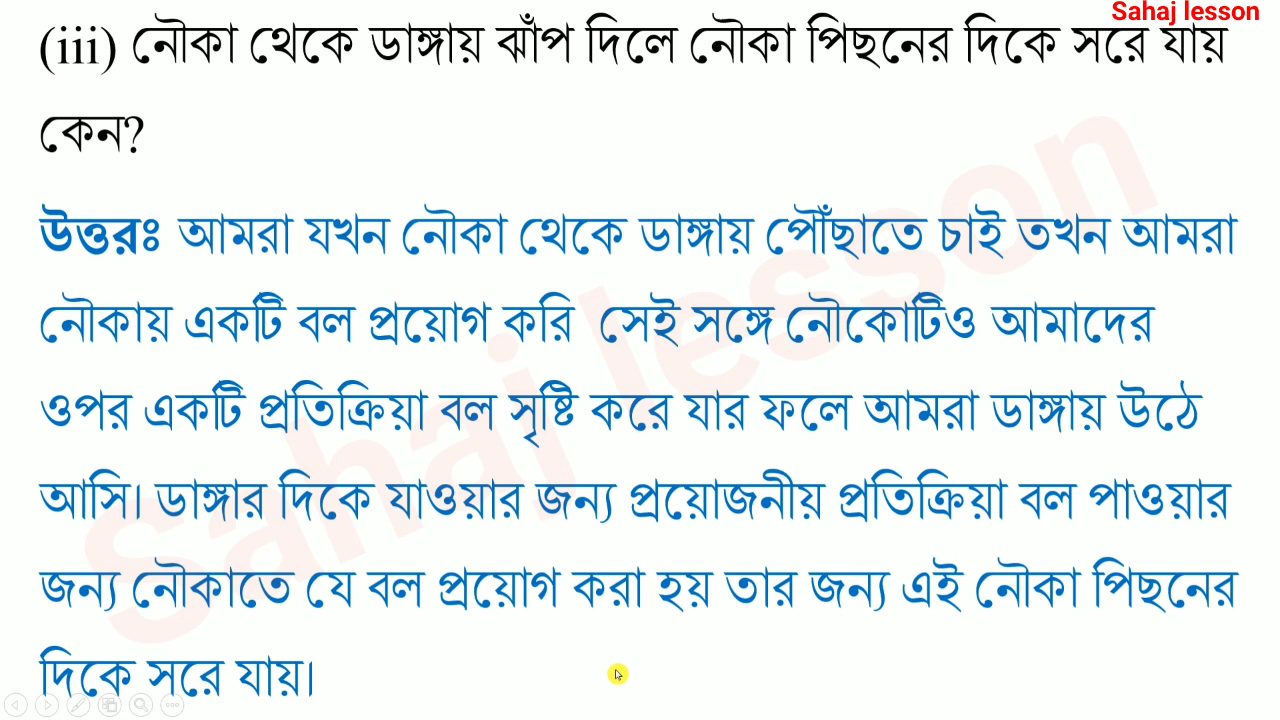 Sahaj lesson
(iii) নৌকা থেকে ডাঙ্গায় ঝাঁপ দিলে নৌকা পিছনের দিকে সরে যায়
কেন?
উত্তরঃ আমরা যখন নৌকা থেকে ডাঙ্গায় পৌঁছাতে চাই তখন আমরা
নৌকায় একটি বল প্রয়োগ করি সেই সঙ্গে নৌকোটিও আমাদের
ওপর একটি প্রতিক্রিয়া বল সৃষ্টি করে যার ফলে আমরা ডাঙ্গায় উঠে
আসি। ডাঙ্গার দিকে যাওয়ার জন্য প্রয়োজনীয় প্রতিক্রিয়া বল পাওয়ার
জন্য নৌকাতে যে বল প্রয়োগ করা হয় তার জন্য এই নৌকা পিছনের
দিকে সরে যায়।
Sahaj lesson